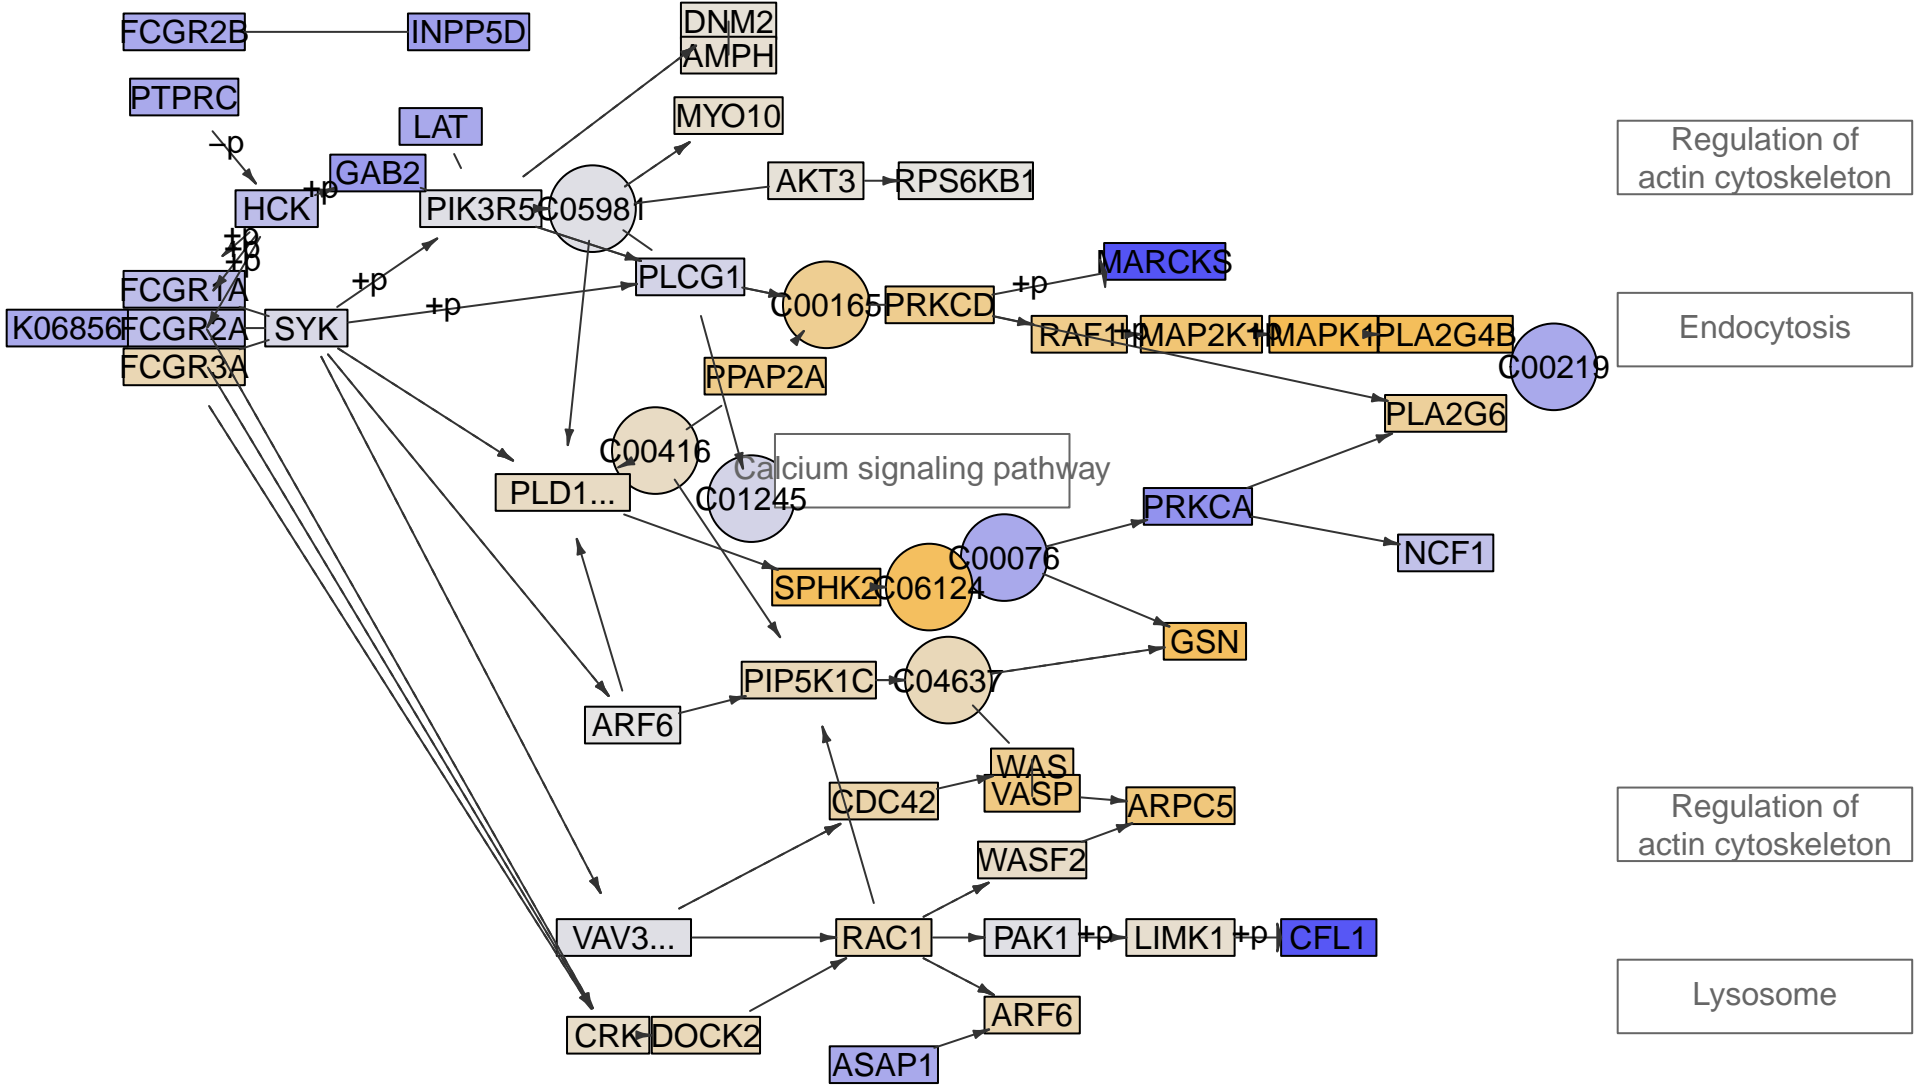 FCGR2B
INPP5D
DNM2
AMPH
PTPRC
MYO10
LAT
−p
Regulation of
actin cytoskeleton
GAB2
+p
HCK
PIK3R5
C05981
AKT3
RPS6KB1
+p
+p
+p
MARCKS
FCGR1A
+p
PLCG1
+p
C00165
PRKCD
+p
K06856
FCGR2A
SYK
RAF1
+p
MAP2K1
+p
MAPK1
PLA2G4B
Endocytosis
FCGR3A
PPAP2A
C00219
PLA2G6
C00416
Calcium signaling pathway
PLD1...
C01245
PRKCA
NCF1
C00076
SPHK2
C06124
GSN
PIP5K1C
C04637
ARF6
WAS
VASP
CDC42
ARPC5
Regulation of
actin cytoskeleton
WASF2
VAV3...
RAC1
PAK1
+p
LIMK1
+p
CFL1
Lysosome
ARF6
CRK
DOCK2
ASAP1